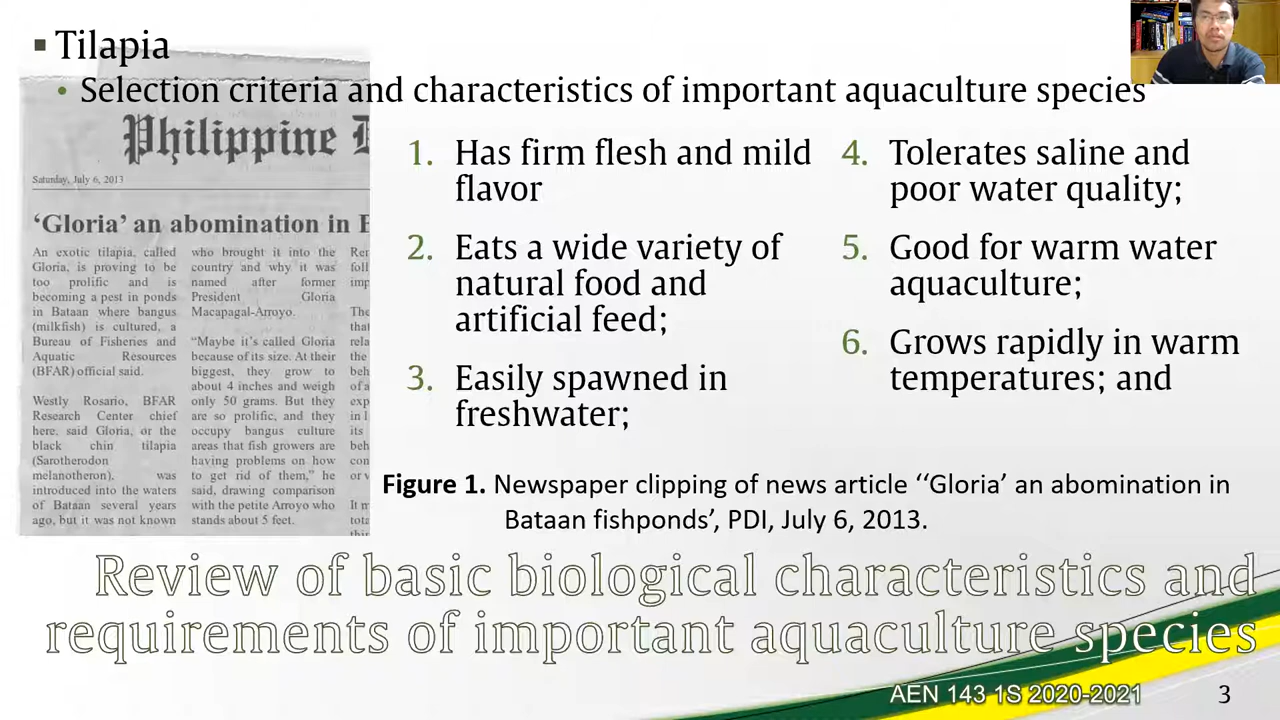 Tilapia
Selection criteria and characteristics of important aquaculture species
Philippine
Saturday, July 6, 2013
‘Gloria’ an abomination in
An exotic tilapia, called
Gloria, is proving to be
too prolific and is
becoming a pest in ponds
in Bataan where bangus
(milkfish) is cultured, a
Bureau of Fisheries and
Aquatic Resources
(BFAR) official said.
Westly Rosario, BFAR
Research Center chief
here, said Gloria, or the
black chin tilapia
(Sarotherodon
melanotheron), was
introduced into the waters
of Bataan several years
ago, but it was not known
who brought it into the
country and why it was
named after former
President Gloria
Macapagal-Arroyo.
“Maybe it’s called Gloria
because of its size. At their
biggest, they grow to
about 4 inches and weigh
only 50 grams. But they
are so prolific, and they
occupy bangus culture
areas that fish growers are
having problems on how
to get rid of them,” he
said, drawing comparison
with the petite Arroyo who
stands about 5 feet.
1. Has firm flesh and mild
flavor
2. Eats a wide variety of
natural food and
artificial feed;
3. Easily spawned in
freshwater;
4. Tolerates saline and
poor water quality;
5. Good for warm water
aquaculture;
6. Grows rapidly in warm
temperatures; and
Figure 1. Newspaper clipping of news article ‘‘Gloria’ an abomination in
Bataan fishponds’, PDI, July 6, 2013.
Review of basic biological characteristics and
requirements of important aquaculture species
AEN 143 1S 2020-2021
3